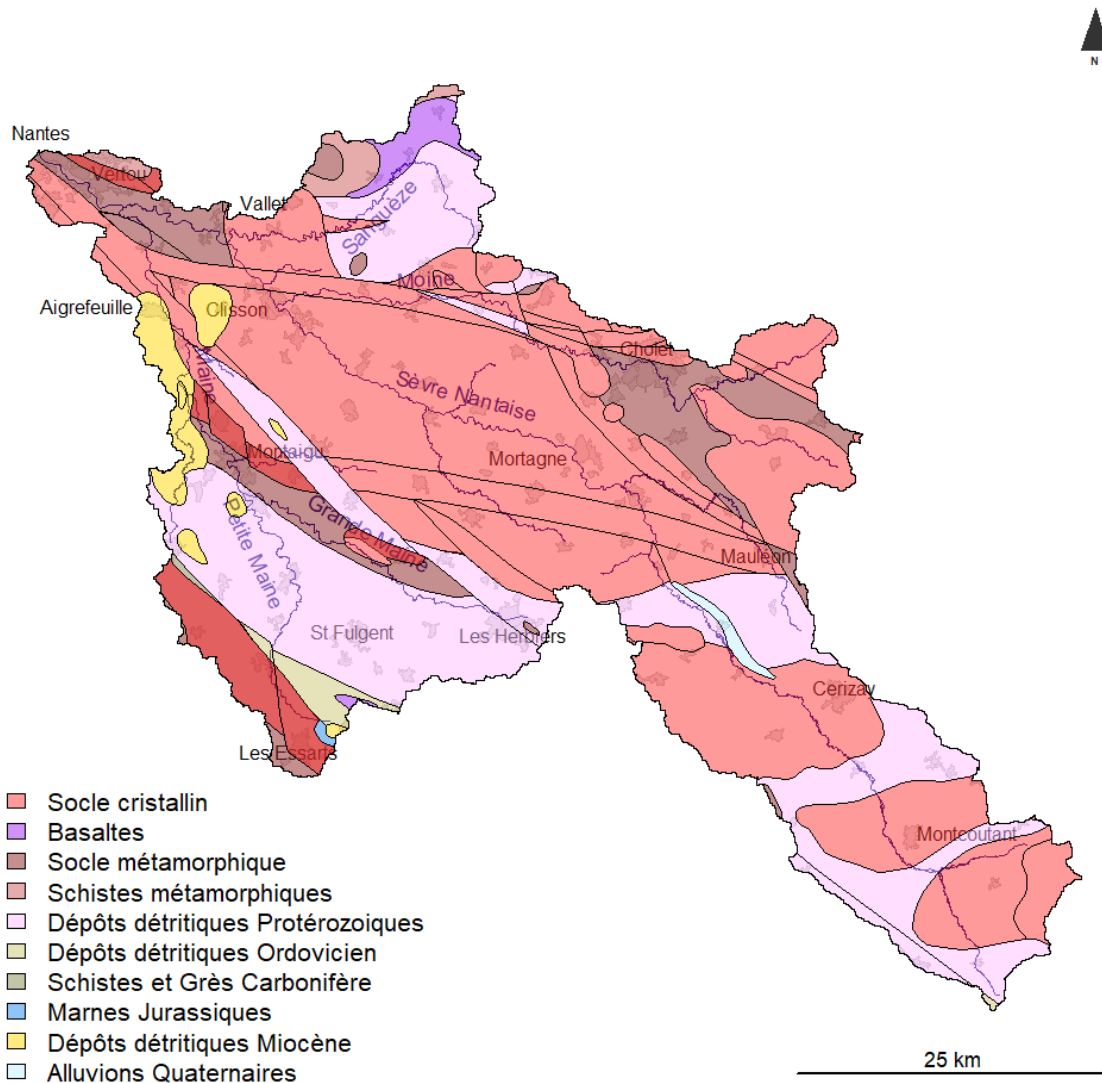 N
Nantes
Vertou
Vallet
Sanguèze
Moine
Aigrefeuille
Clisson
Cholet
Maine
Sèvre Nantaise
Montaigu
Mortagne
Grande Maine
Petite Maine
Mauléon
St Fulgent
Les Herbiers
Cerizay
Les Essarts
Montcoutant
Socle cristallin
Basaltes
Socle métamorphique
Schistes métamorphiques
Dépôts détritiques Protérozoiques
Dépôts détritiques Ordovicien
Schistes et Grès Carbonifère
Marnes Jurassiques
Dépôts détritiques Miocène
Alluvions Quaternaires
25 km